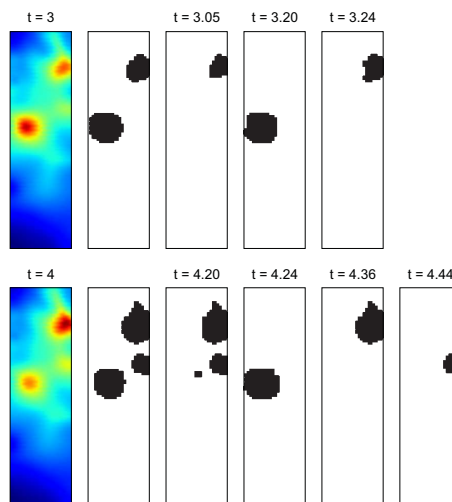 t = 3
t = 3.05
t = 3.20
t = 3.24
t = 4
t = 4.20
t = 4.24
t = 4.36
t = 4.44